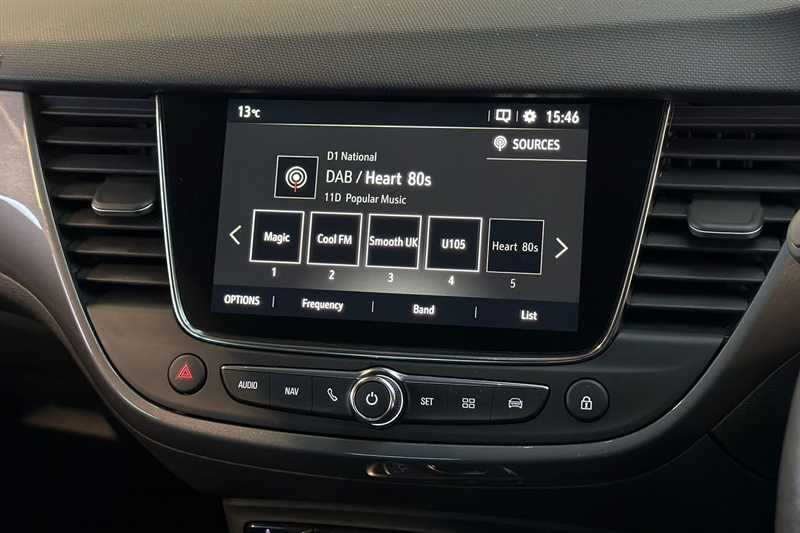 13°C
15:46
SOURCES
D1 National
DAB / Heart 80s
11D Popular Music
Magic
Cool FM
Smooth UK
U105
Heart 80s
1
2
3
4
5
OPTIONS
Frequency
Band
List
AUDIO
NAV
SET